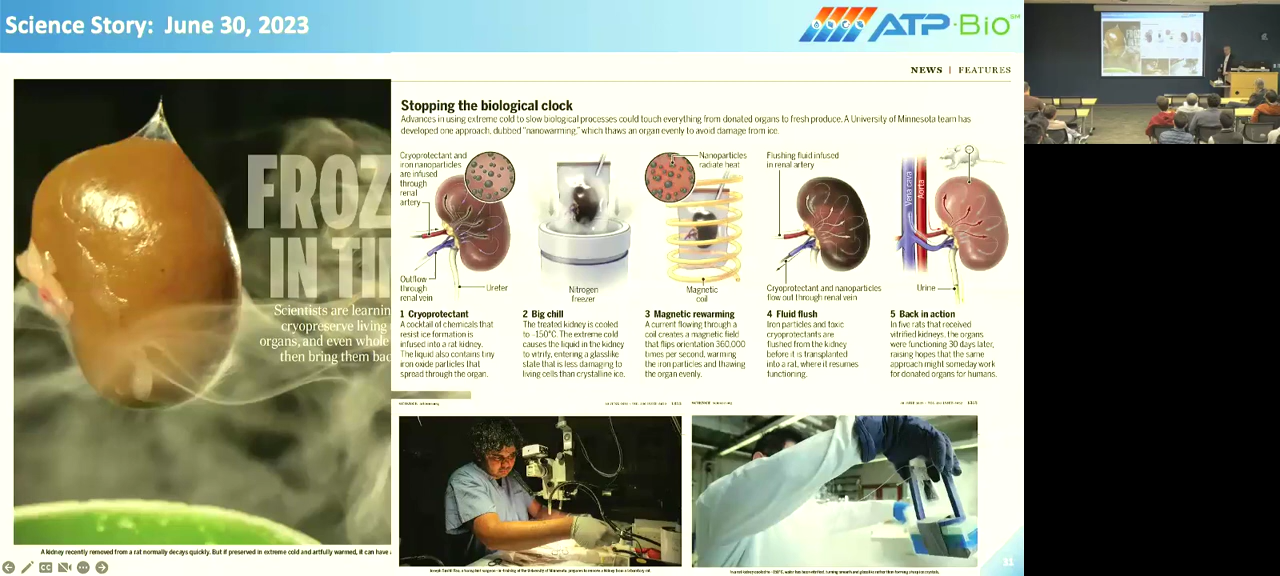 Science Story: June 30, 2023
ATP-Bio SM
NEWS | FEATURES
FROZ
IN TI
Scientists are learnin
cryopreserve living
organs, and even whole
then bring them bac
A kidney recently removed from a rat normally decays quickly. But if preserved in extreme cold and artfully warmed, it can have
Stopping the biological clock
Advances in using extreme cold to slow biological processes could touch everything from donated organs to fresh produce. A University of Minnesota team has
developed one approach, dubbed "nanowarming," which thaws an organ evenly to avoid damage from ice.
Cryoprotectant and
iron nanoparticles
are infused
through
renal
artery
Outflow
through
renal vein
Ureter
Nitrogen
freezer
Nanoparticles
radiate heat
Magnetic
coil
Flushing fluid infused
in renal artery
Cryoprotectant and nanoparticles
flow out through renal vein
Vena cava
Aorta
Urine
1 Cryoprotectant
A cocktail of chemicals that
resist ice formation is
infused into a rat kidney.
The liquid also contains tiny
iron oxide particles that
spread through the organ.
2 Big chill
The treated kidney is cooled
to -150°C. The extreme cold
causes the liquid in the kidney
to vitrify, entering a glasslike
state that is less damaging to
living cells than crystalline ice.
3 Magnetic rewarming
A current flowing through a
coil creates a magnetic field
that flips orientation 360,000
times per second, warming
the iron particles and thawing
the organ evenly.
4 Fluid flush
Iron particles and toxic
cryoprotectants are
flushed from the kidney
before it is transplanted
into a rat, where it resumes
functioning.
5 Back in action
In five rats that received
vitrified kidneys, the organs
were functioning 30 days later,
raising hopes that the same
approach might someday work
for donated organs for humans.
31